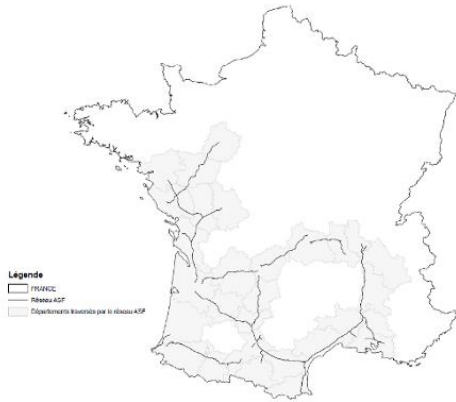 Légende
FRANCE
Réseau ASF
Départements traversés par le réseau ASF